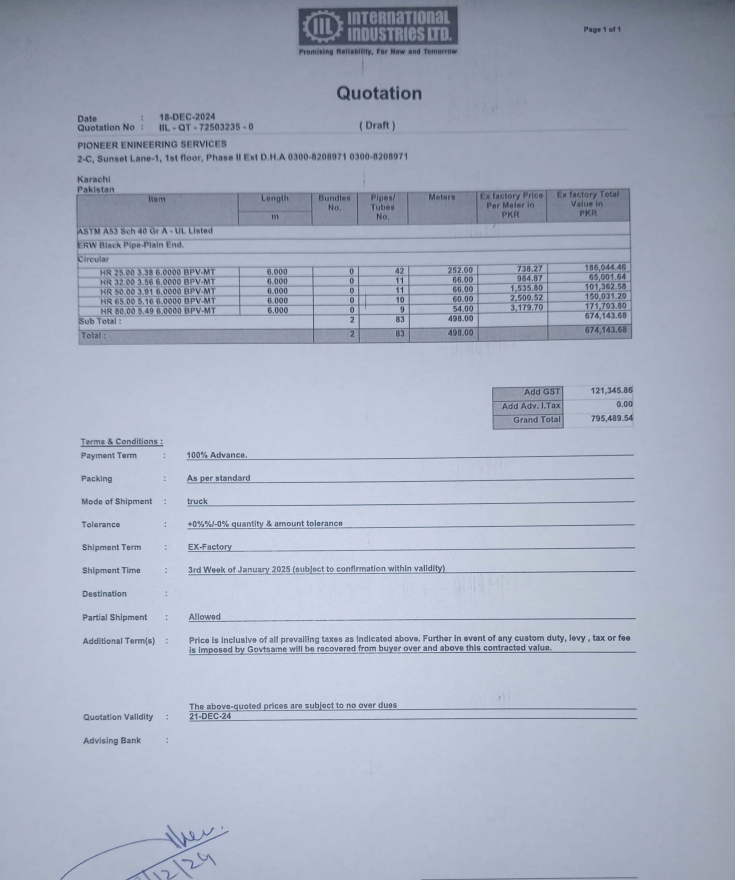 IIL INTERNATIONAL INDUSTRIES LTD.
Promising Reliability, For Now and Tomorrow
Page 1 of 1
Quotation
Date : 18-DEC-2024
Quotation No : IIL - QT - 72503235 - 0 ( Draft )
PIONEER ENINEERING SERVICES
2-C, Sunset Lane-1, 1st floor, Phase II Ext D.H.A 0300-8208971 0300-8208971
Karachi
Pakistan
Item Length Bundles Pipes/ Meters Ex factory Price Ex factory Total
m No. Tubes Per Meter in Value in
No. PKR PKR
ASTM A53 Sch 40 Gr A - UL Listed
ERW Black Pipe-Plain End.
Circular
HR 25.00 3.38 6.0000 BPV-MT 6.000 0 42 252.00 738.27 186,044.46
HR 32.00 3.56 6.0000 BPV-MT 6.000 0 11 66.00 984.87 65,001.64
HR 50.00 3.91 6.0000 BPV-MT 6.000 0 11 66.00 1,535.80 101,362.58
HR 65.00 5.16 6.0000 BPV-MT 6.000 0 10 60.00 2,500.52 150,031.20
HR 80.00 5.49 6.0000 BPV-MT 6.000 0 9 54.00 3,179.70 171,703.80
Sub Total : 2 83 498.00 674,143.68
Total : 2 83 498.00 674,143.68
Add GST 121,345.86
Add Adv. I.Tax 0.00
Grand Total 795,489.54
Terms & Conditions :
Payment Term : 100% Advance.
Packing : As per standard
Mode of Shipment : truck
Tolerance : +0%%/-0% quantity & amount tolerance
Shipment Term : EX-Factory
Shipment Time : 3rd Week of January 2025 (subject to confirmation within validity)
Destination :
Partial Shipment : Allowed
Additional Term(s) : Price is inclusive of all prevailing taxes as indicated above. Further in event of any custom duty, levy , tax or fee
is imposed by Govtsame will be recovered from buyer over and above this contracted value.
The above-quoted prices are subject to no over dues
Quotation Validity : 21-DEC-24
Advising Bank :
/12/24